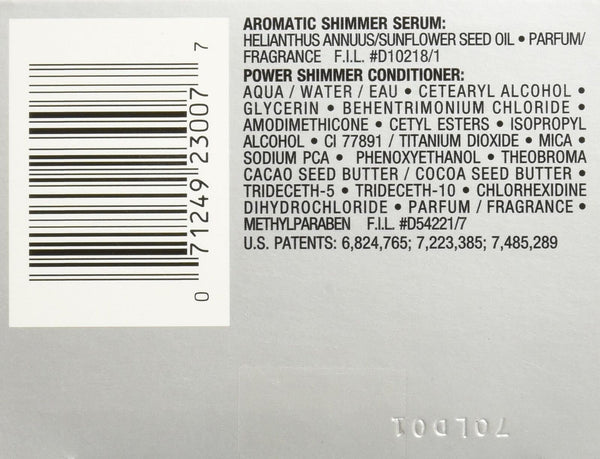 AROMATIC SHIMMER SERUM:
HELIANTHUS ANNUUS/SUNFLOWER SEED OIL • PARFUM/
FRAGRANCE F.I.L. #D10218/1
POWER SHIMMER CONDITIONER:
AQUA / WATER / EAU • CETEARYL ALCOHOL •
GLYCERIN • BEHENTRIMONIUM CHLORIDE •
AMODIMETHICONE • CETYL ESTERS • ISOPROPYL
ALCOHOL • CI 77891 / TITANIUM DIOXIDE • MICA •
SODIUM PCA • PHENOXYETHANOL • THEOBROMA
CACAO SEED BUTTER / COCOA SEED BUTTER •
TRIDECETH-5 • TRIDECETH-10 • CHLORHEXIDINE
DIHYDROCHLORIDE • PARFUM / FRAGRANCE •
METHYLPARABEN F.I.L. #D54221/7
U.S. PATENTS: 6,824,765; 7,223,385; 7,485,289
0 71249 23007 7
70LD01